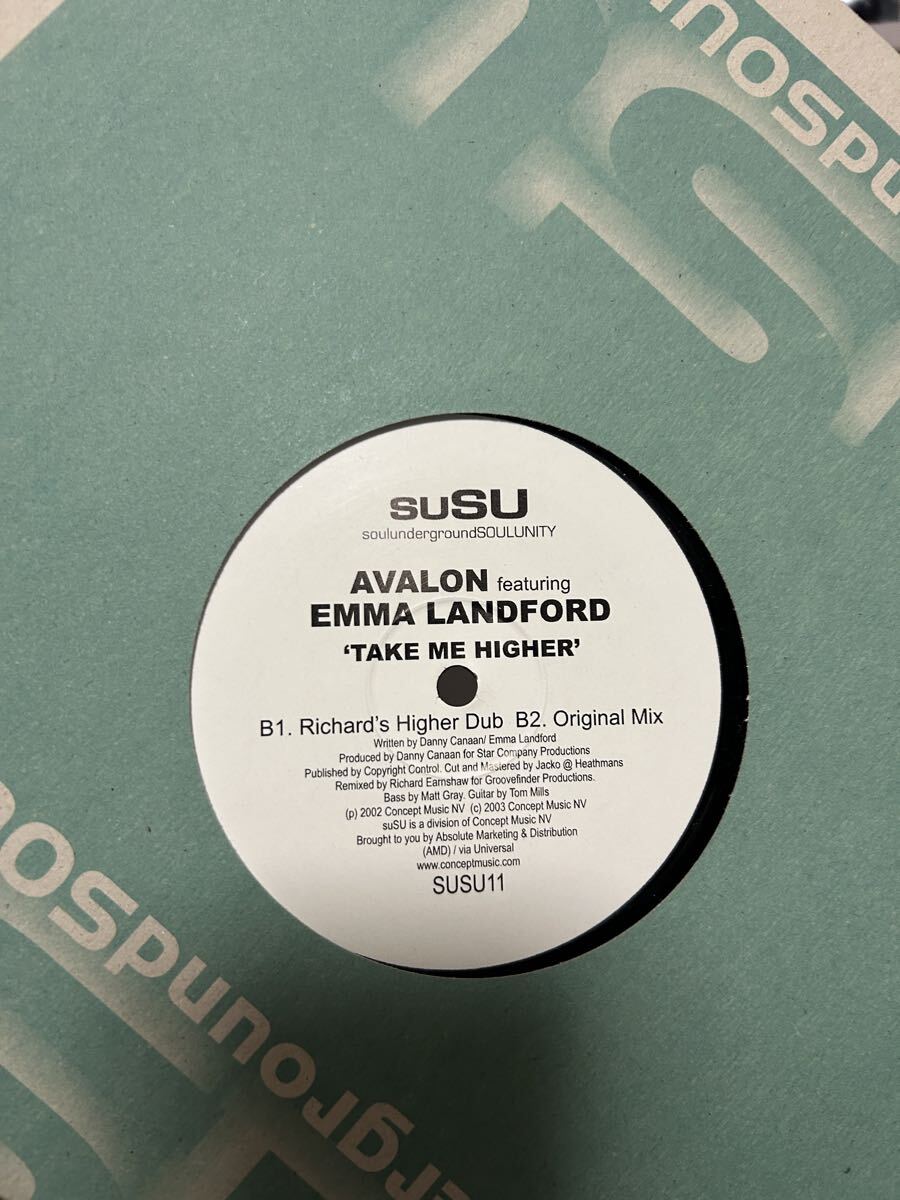 unospun
suSU
soulundergroundSOULUNITY
AVALON featuring
EMMA LANDFORD
‘TAKE ME HIGHER’
B1. Richard’s Higher Dub B2. Original Mix
Written by Danny Canaan/ Emma Landford
Produced by Danny Canaan for Star Company Productions
Published by Copyright Control. Cut and Mastered by Jacko @ Heathmans
Remixed by Richard Earnshaw for Groovefinder Productions.
Bass by Matt Gray. Guitar by Tom Mills
(p) 2002 Concept Music NV (c) 2003 Concept Music NV
suSU is a division of Concept Music NV
Brought to you by Absolute Marketing & Distribution
(AMD) / via Universal
www.conceptmusic.com
SUSU11